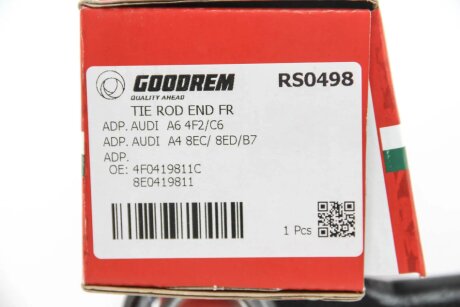 GOODREM
QUALITY AHEAD
RS0498
TIE ROD END FR
ADP. AUDI A6 4F2/C6
ADP. AUDI A4 8EC/ 8ED/B7
ADP.
OE: 4F0419811C
8E0419811
1 Pcs